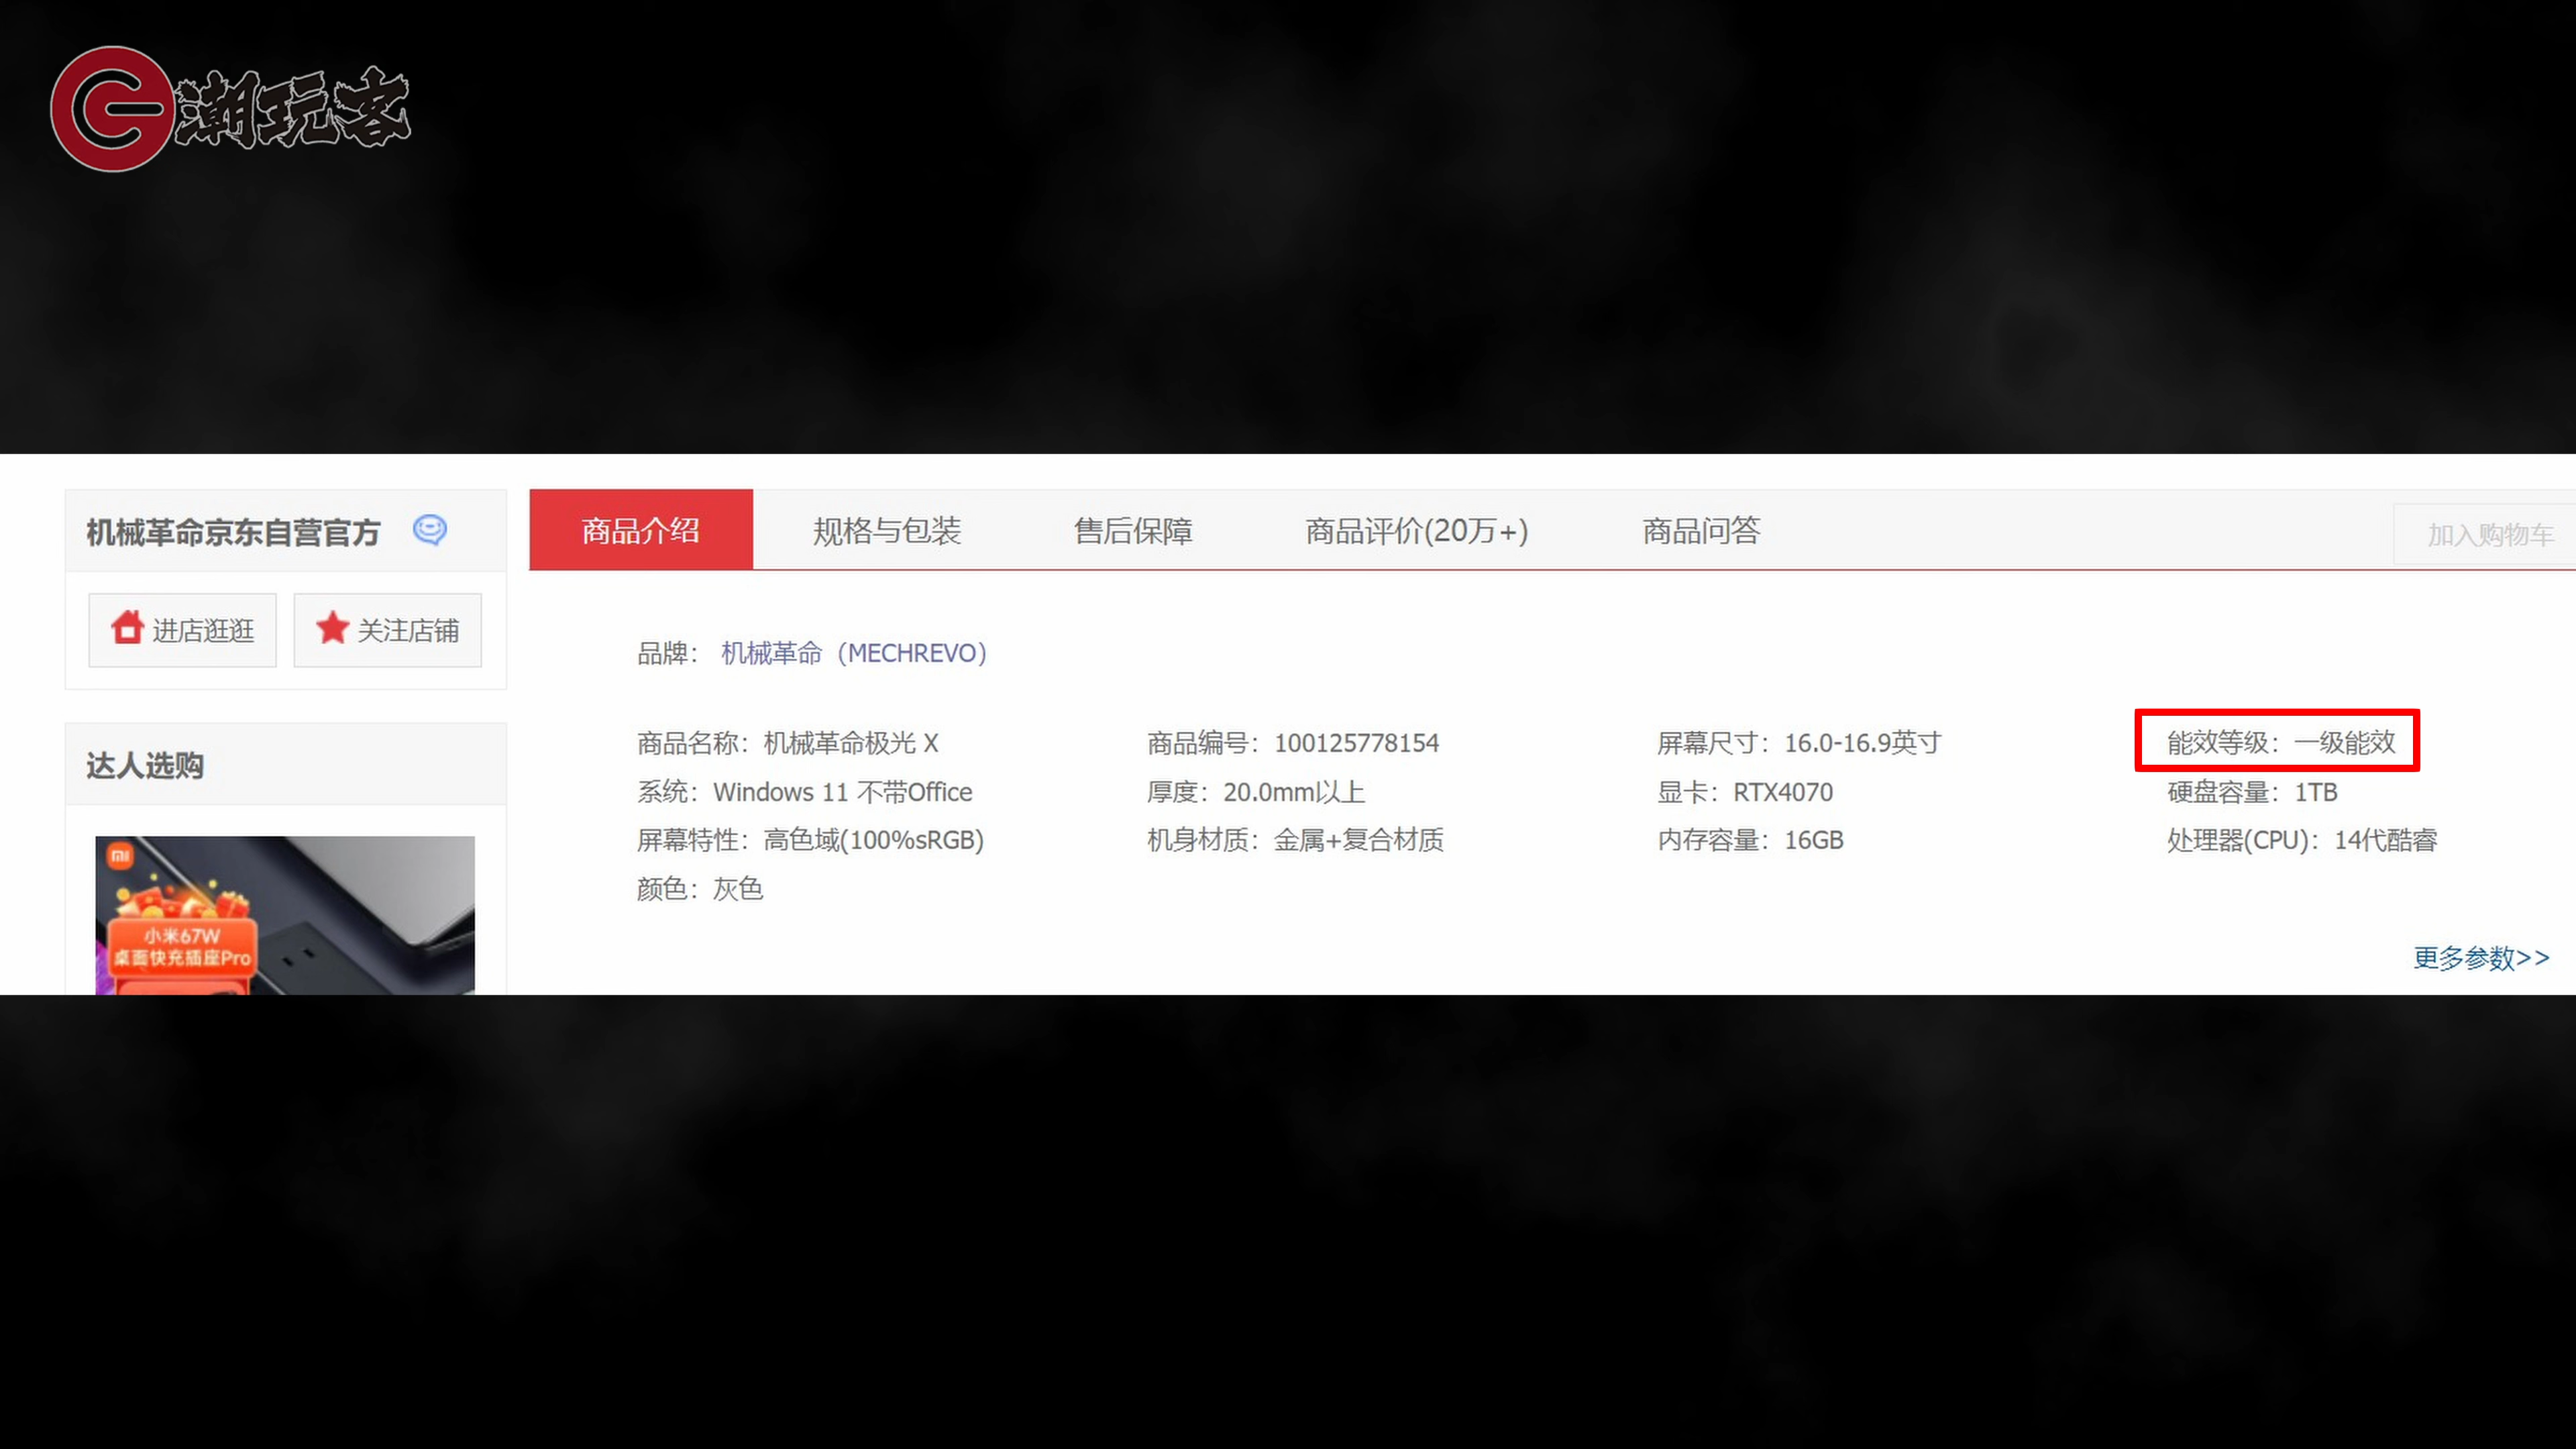 潮玩客
机械革命京东自营官方
进店逛逛 关注店铺
达人选购
小米67W
桌面快充插座Pro
商品介绍 规格与包装 售后保障 商品评价(20万+) 商品问答 加入购物车
品牌： 机械革命（MECHREVO）
商品名称：机械革命极光 X 商品编号：100125778154 屏幕尺寸：16.0-16.9英寸 能效等级：一级能效
系统：Windows 11 不带Office 厚度：20.0mm以上 显卡：RTX4070 硬盘容量：1TB
屏幕特性：高色域(100%sRGB) 机身材质：金属+复合材质 内存容量：16GB 处理器(CPU)：14代酷睿
颜色：灰色
更多参数>>